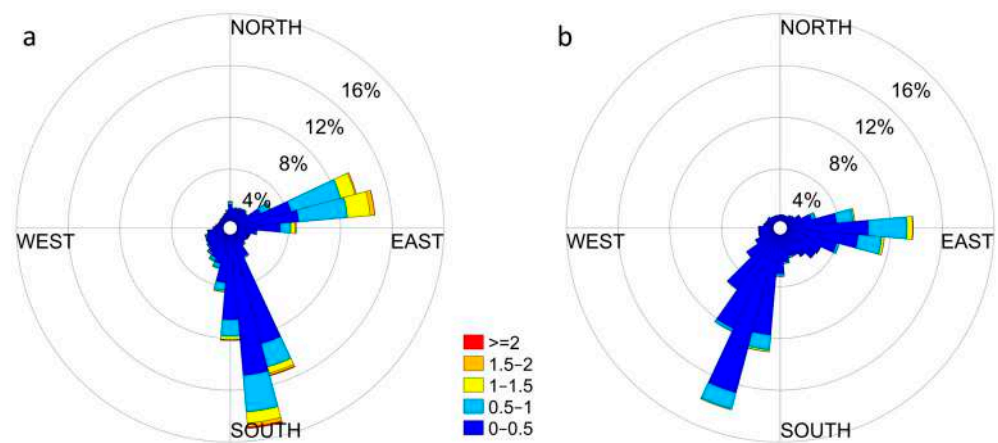 a
NORTH
16%
12%
8%
4%
WEST
EAST
SOUTH
>=2
1.5−2
1−1.5
0.5−1
0−0.5
b
NORTH
16%
12%
8%
4%
WEST
EAST
SOUTH